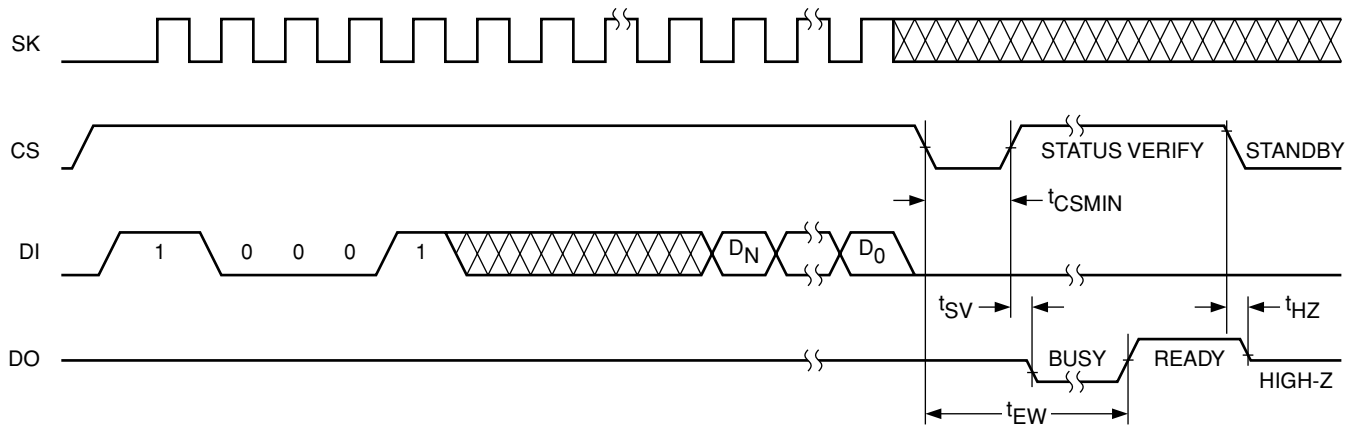 SK
CS
STATUS VERIFY
STANDBY
tCSMIN
DI
1
0
0
0
1
DN
D0
tSV
tHZ
DO
BUSY
READY
HIGH-Z
tEW